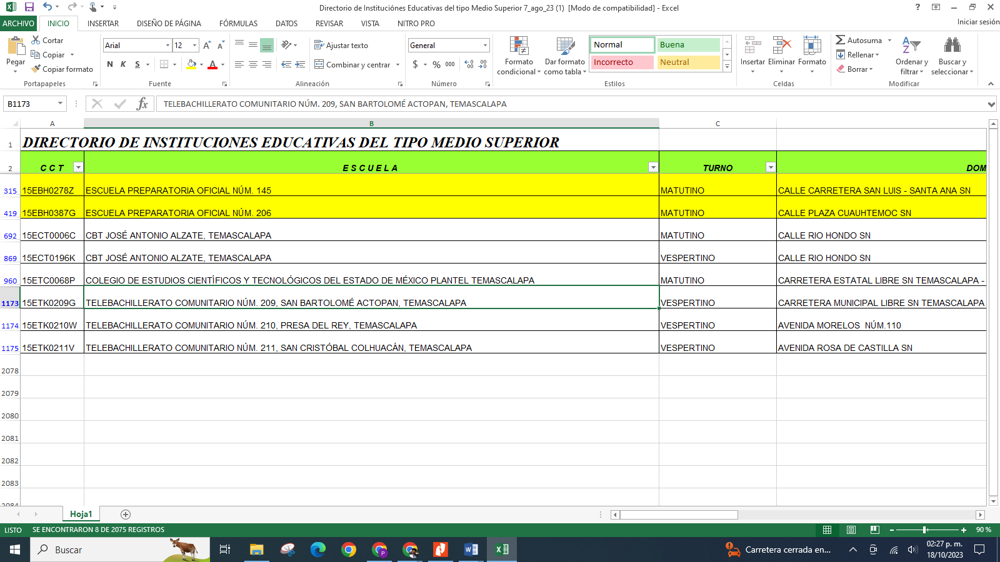 Directorio de Instituciónes Educativas del tipo Medio Superior 7_ago_23 (1)  [Modo de compatibilidad] - Excel
ARCHIVO INICIO INSERTAR DISEÑO DE PÁGINA FÓRMULAS DATOS REVISAR VISTA NITRO PRO Iniciar sesión
Pegar Cortar Copiar Copiar formato Portapapeles
Arial 12 N K S Fuente
Ajustar texto Combinar y centrar Alineación
General $ % 000 Número
Formato condicional Dar formato como tabla Normal Buena Incorrecto Neutral Estilos
Insertar Eliminar Formato Celdas
Autosuma Rellenar Borrar Ordenar y filtrar Buscar y seleccionar Modificar
B1173 fx TELEBACHILLERATO COMUNITARIO NÚM. 209, SAN BARTOLOMÉ ACTOPAN, TEMASCALAPA
A B C
1 DIRECTORIO DE INSTITUCIONES EDUCATIVAS DEL TIPO MEDIO SUPERIOR
2 C C T E S C U E L A TURNO DOM
315 15EBH0278Z ESCUELA PREPARATORIA OFICIAL NÚM. 145 MATUTINO CALLE CARRETERA SAN LUIS - SANTA ANA SN
419 15EBH0387G ESCUELA PREPARATORIA OFICIAL NÚM. 206 MATUTINO CALLE PLAZA CUAUHTEMOC SN
692 15ECT0006C CBT JOSÉ ANTONIO ALZATE, TEMASCALAPA MATUTINO CALLE RIO HONDO SN
869 15ECT0196K CBT JOSÉ ANTONIO ALZATE, TEMASCALAPA VESPERTINO CALLE RIO HONDO SN
960 15ETC0068P COLEGIO DE ESTUDIOS CIENTÍFICOS Y TECNOLÓGICOS DEL ESTADO DE MÉXICO PLANTEL TEMASCALAPA MATUTINO CARRETERA ESTATAL LIBRE SN TEMASCALAPA -
1173 15ETK0209G TELEBACHILLERATO COMUNITARIO NÚM. 209, SAN BARTOLOMÉ ACTOPAN, TEMASCALAPA VESPERTINO CARRETERA MUNICIPAL LIBRE SN TEMASCALAPA
1174 15ETK0210W TELEBACHILLERATO COMUNITARIO NÚM. 210, PRESA DEL REY, TEMASCALAPA VESPERTINO AVENIDA MORELOS  NÚM.110
1175 15ETK0211V TELEBACHILLERATO COMUNITARIO NÚM. 211, SAN CRISTÓBAL COLHUACÁN, TEMASCALAPA VESPERTINO AVENIDA ROSA DE CASTILLA SN
2078
2079
2080
2081
2082
2083
2084
Hoja1
LISTO SE ENCONTRARON 8 DE 2075 REGISTROS 90 %
Buscar Carretera cerrada en... 02:27 p. m.
18/10/2023